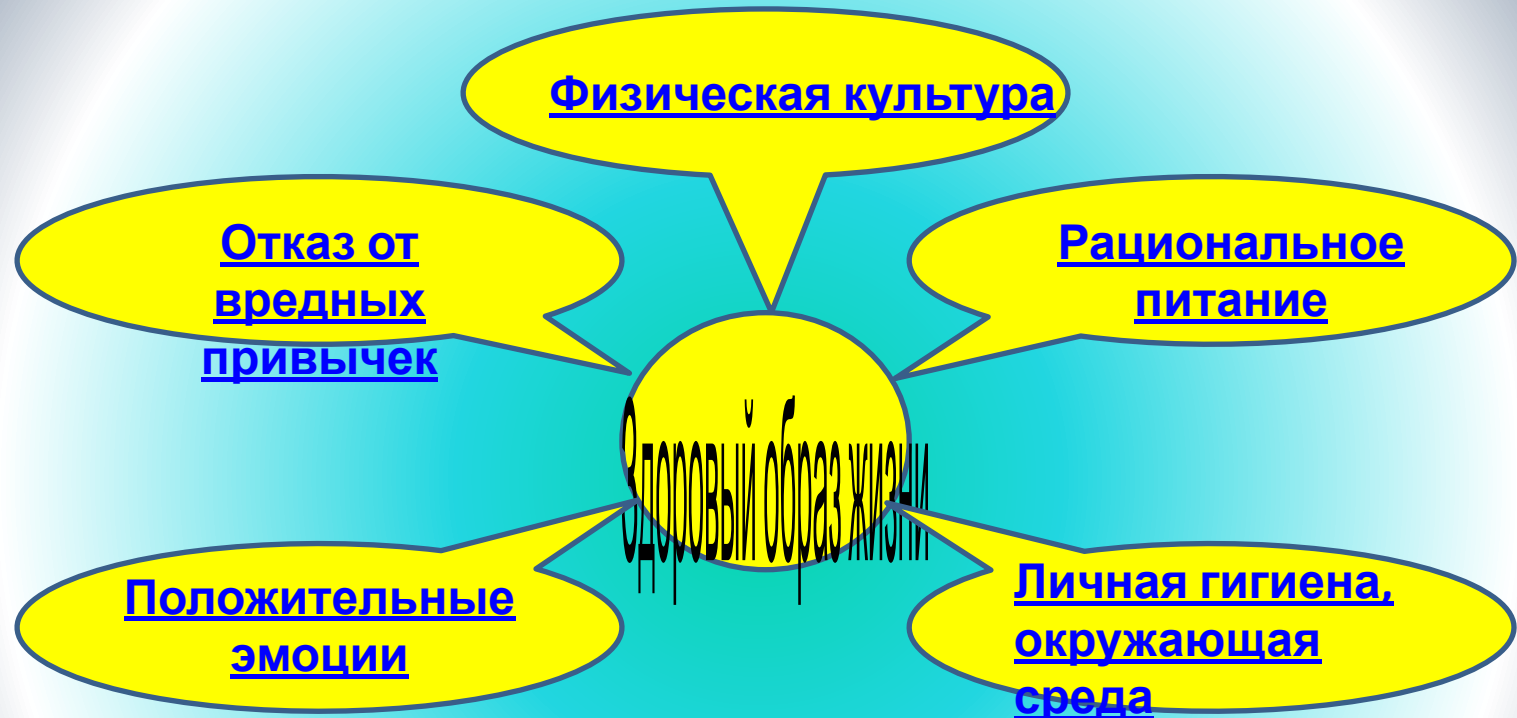 Физическая культура
Отказ от
вредных
привычек
Рациональное
питание
Здоровый образ жизни
Положительные
эмоции
Личная гигиена,
окружающая
среда